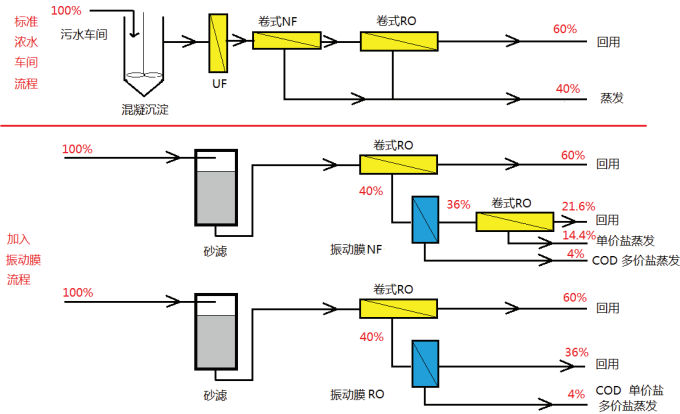 标准
浓水
车间
流程
100%
污水车间
混凝沉淀
UF
卷式NF
卷式RO
60%
回用
40%
蒸发
加入
振动膜
流程
100%
砂滤
卷式RO
60%
回用
40%
36%
卷式RO
21.6%
回用
14.4%
单价盐蒸发
4%
COD 多价盐蒸发
振动膜NF
100%
砂滤
卷式RO
60%
回用
40%
36%
回用
振动膜RO
4%
COD 单价盐
多价盐蒸发